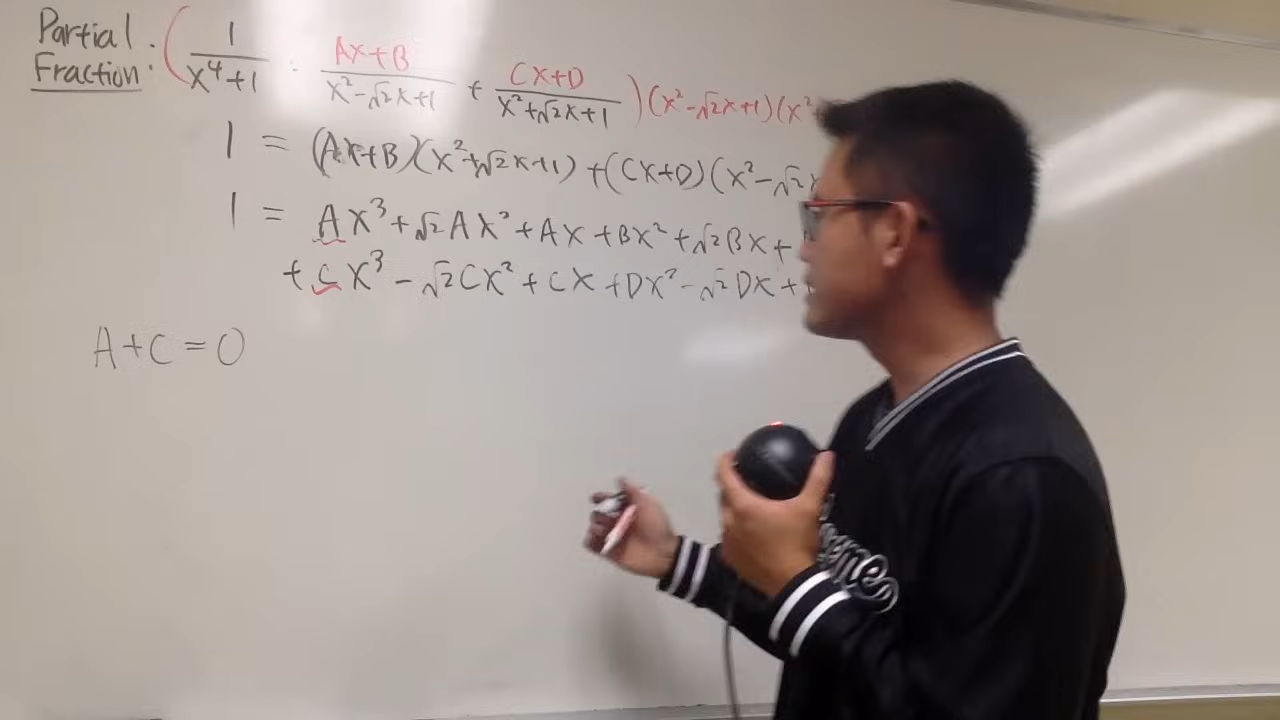 Partial : ( 1/(x⁴+1) = (Ax+B)/(x²-√2x+1) + (Cx+D)/(x²+√2x+1) ) (x²-√2x+1)(x²
Fraction:
1 = (Ax+B)(x²+√2x+1) + (Cx+D)(x²-√2x
1 = Ax³+√2Ax²+Ax+Bx²+√2Bx+
+Cx³-√2Cx²+Cx+Dx²-√2Dx+
A+C=0